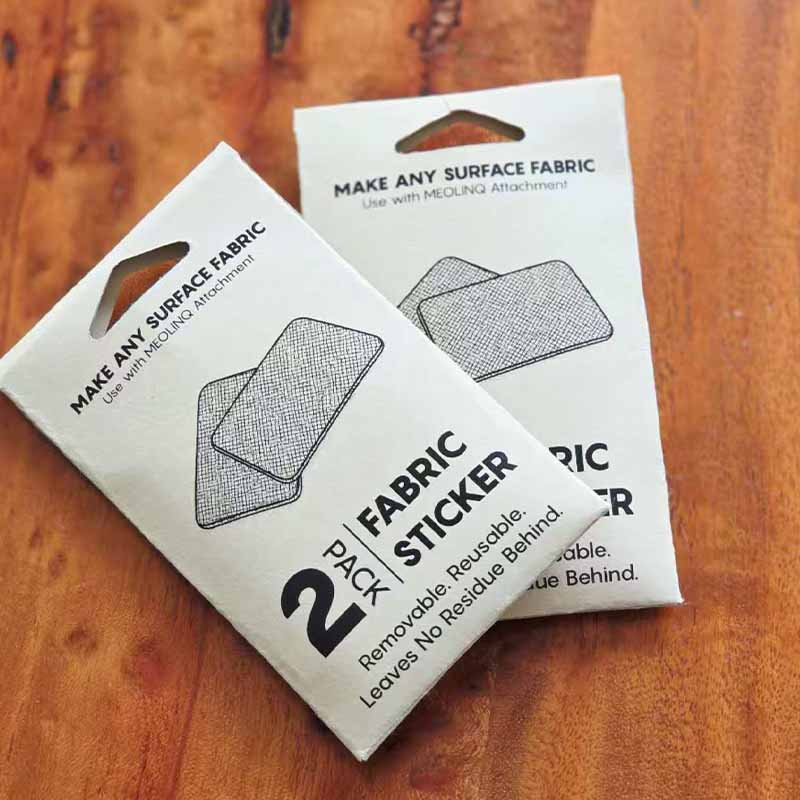 MAKE ANY SURFACE FABRIC
Use with MEOLINQ Attachment
2
PACK
FABRIC
STICKER
Removable. Reusable.
Leaves No Residue Behind.
MAKE ANY SURFACE FABRIC
Use with MEOLINQ Attachment
RIC
ER
able.
ue Behind.